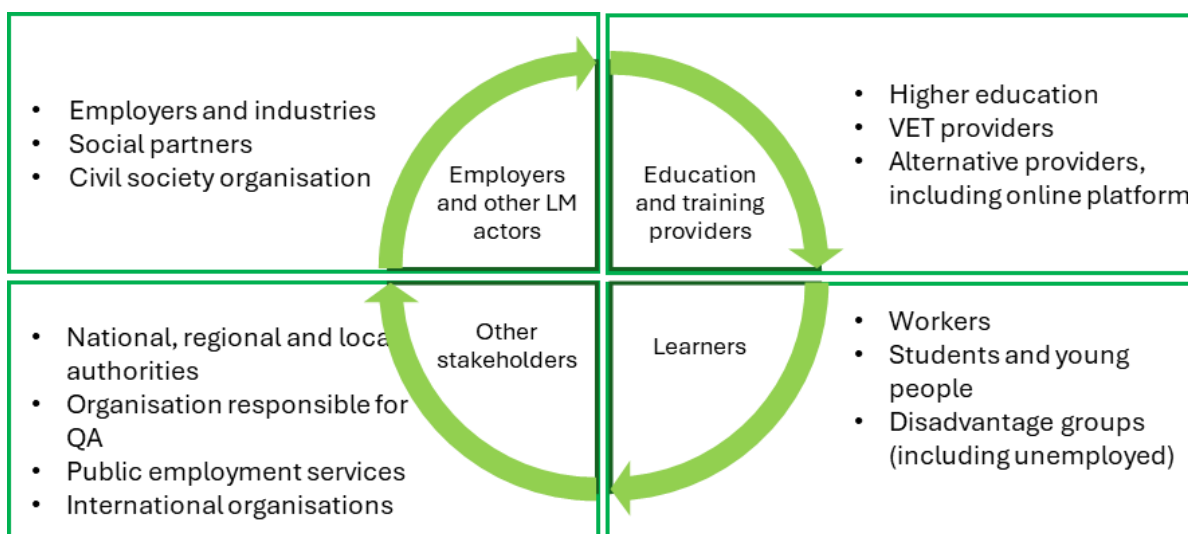 • Employers and industries
• Social partners
• Civil society organisation
Employers
and other LM
actors
Education
and training
providers
• Higher education
• VET providers
• Alternative providers,
including online platform
• National, regional and loca
authorities
• Organisation responsible for
QA
• Public employment services
• International organisations
Other
stakeholders
Learners
• Workers
• Students and young
people
• Disadvantage groups
(including unemployed)